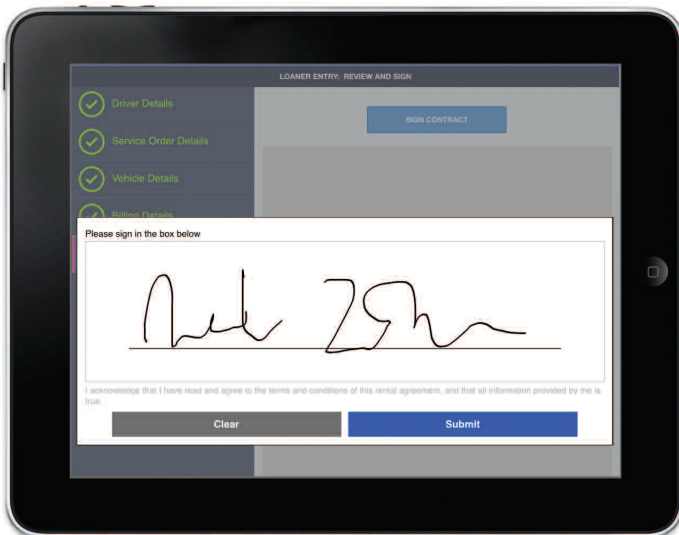 LOANER ENTRY: REVIEW AND SIGN
Driver Details
SIGN CONTRACT
Service Order Details
Vehicle Details
Billing Details
Please sign in the box below
I acknowledge that I have read and agree to the terms and conditions of this rental agreement, and that all information provided by me is
true.
Clear
Submit